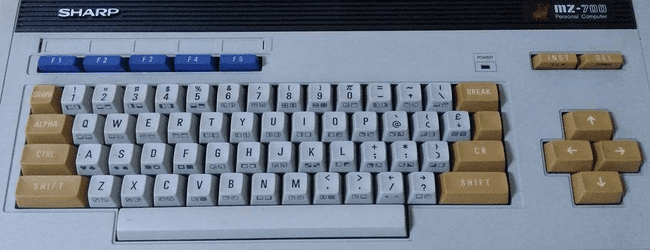 SHARP
MZ-700
Personal Computer
F1 F2 F3 F4 F5
POWER
INST DEL
GRAPH ! 1 " 2 # 3 $ 4 % 5 & 6 ' 7 ( 8 ) 9 π 0 = - ~ + | \ BREAK
ALPHA Q W E R T Y U I O P @ [ £
CTRL A S D F G H J K L + ; * : ] CR
SHIFT Z X C V B N M < , > . ← / → ? SHIFT